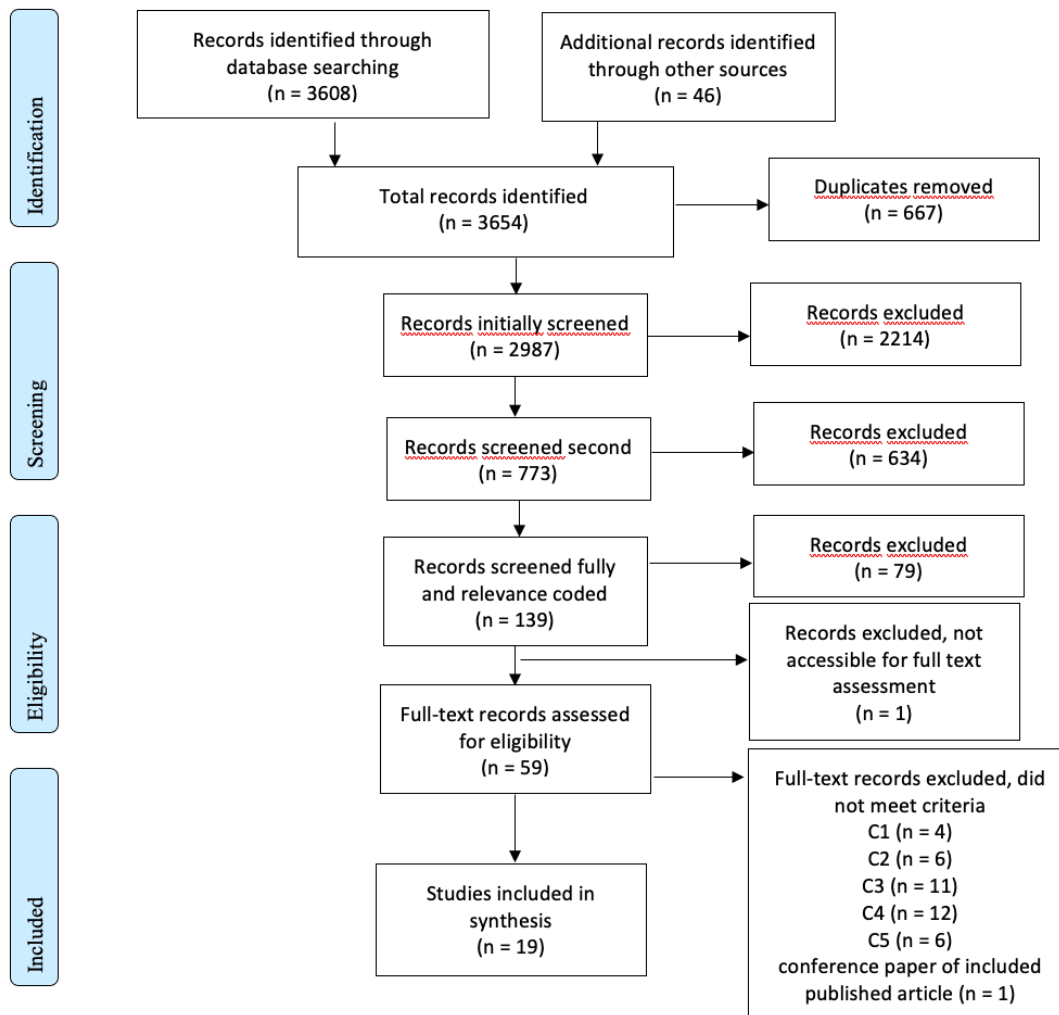 Identification
Records identified through
database searching
(n = 3608)
Additional records identified
through other sources
(n = 46)
Total records identified
(n = 3654)
Duplicates removed
(n = 667)
Screening
Records initially screened
(n = 2987)
Records excluded
(n = 2214)
Records screened second
(n = 773)
Records excluded
(n = 634)
Eligibility
Records screened fully
and relevance coded
(n = 139)
Records excluded
(n = 79)
Records excluded, not
accessible for full text
assessment
(n = 1)
Full-text records assessed
for eligibility
(n = 59)
Full-text records excluded, did
not meet criteria
C1 (n = 4)
C2 (n = 6)
C3 (n = 11)
C4 (n = 12)
C5 (n = 6)
conference paper of included
published article (n = 1)
Included
Studies included in
synthesis
(n = 19)